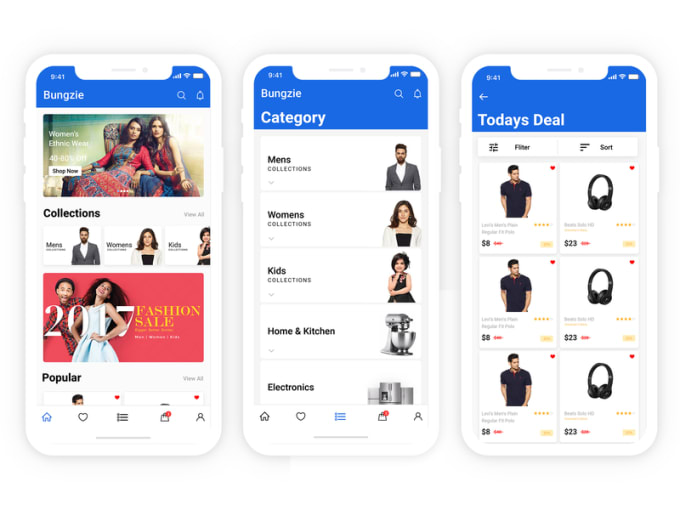 9:41
Bungzie
Women's
Ethnic Wear
40-80% Off
Shop Now
Collections
View All
Mens
COLLECTIONS
Womens
COLLECTIONS
Kids
COLLECTIONS
2017
FASHION
SALE
Men | Women | Kids
Popular
View All
9:41
Bungzie
Category
Mens
COLLECTIONS
Womens
COLLECTIONS
Kids
COLLECTIONS
Home & Kitchen
Electronics
9:41
Todays Deal
Fliter
Sort
Levi's Men's Plain
Regular Fit Polo
$8
Beats Solo HD
$23
Levi's Men's Plain
Regular Fit Polo
$8
Beats Solo HD
$23
Levi's Men's Plain
Regular Fit Polo
$8
Beats Solo HD
$23